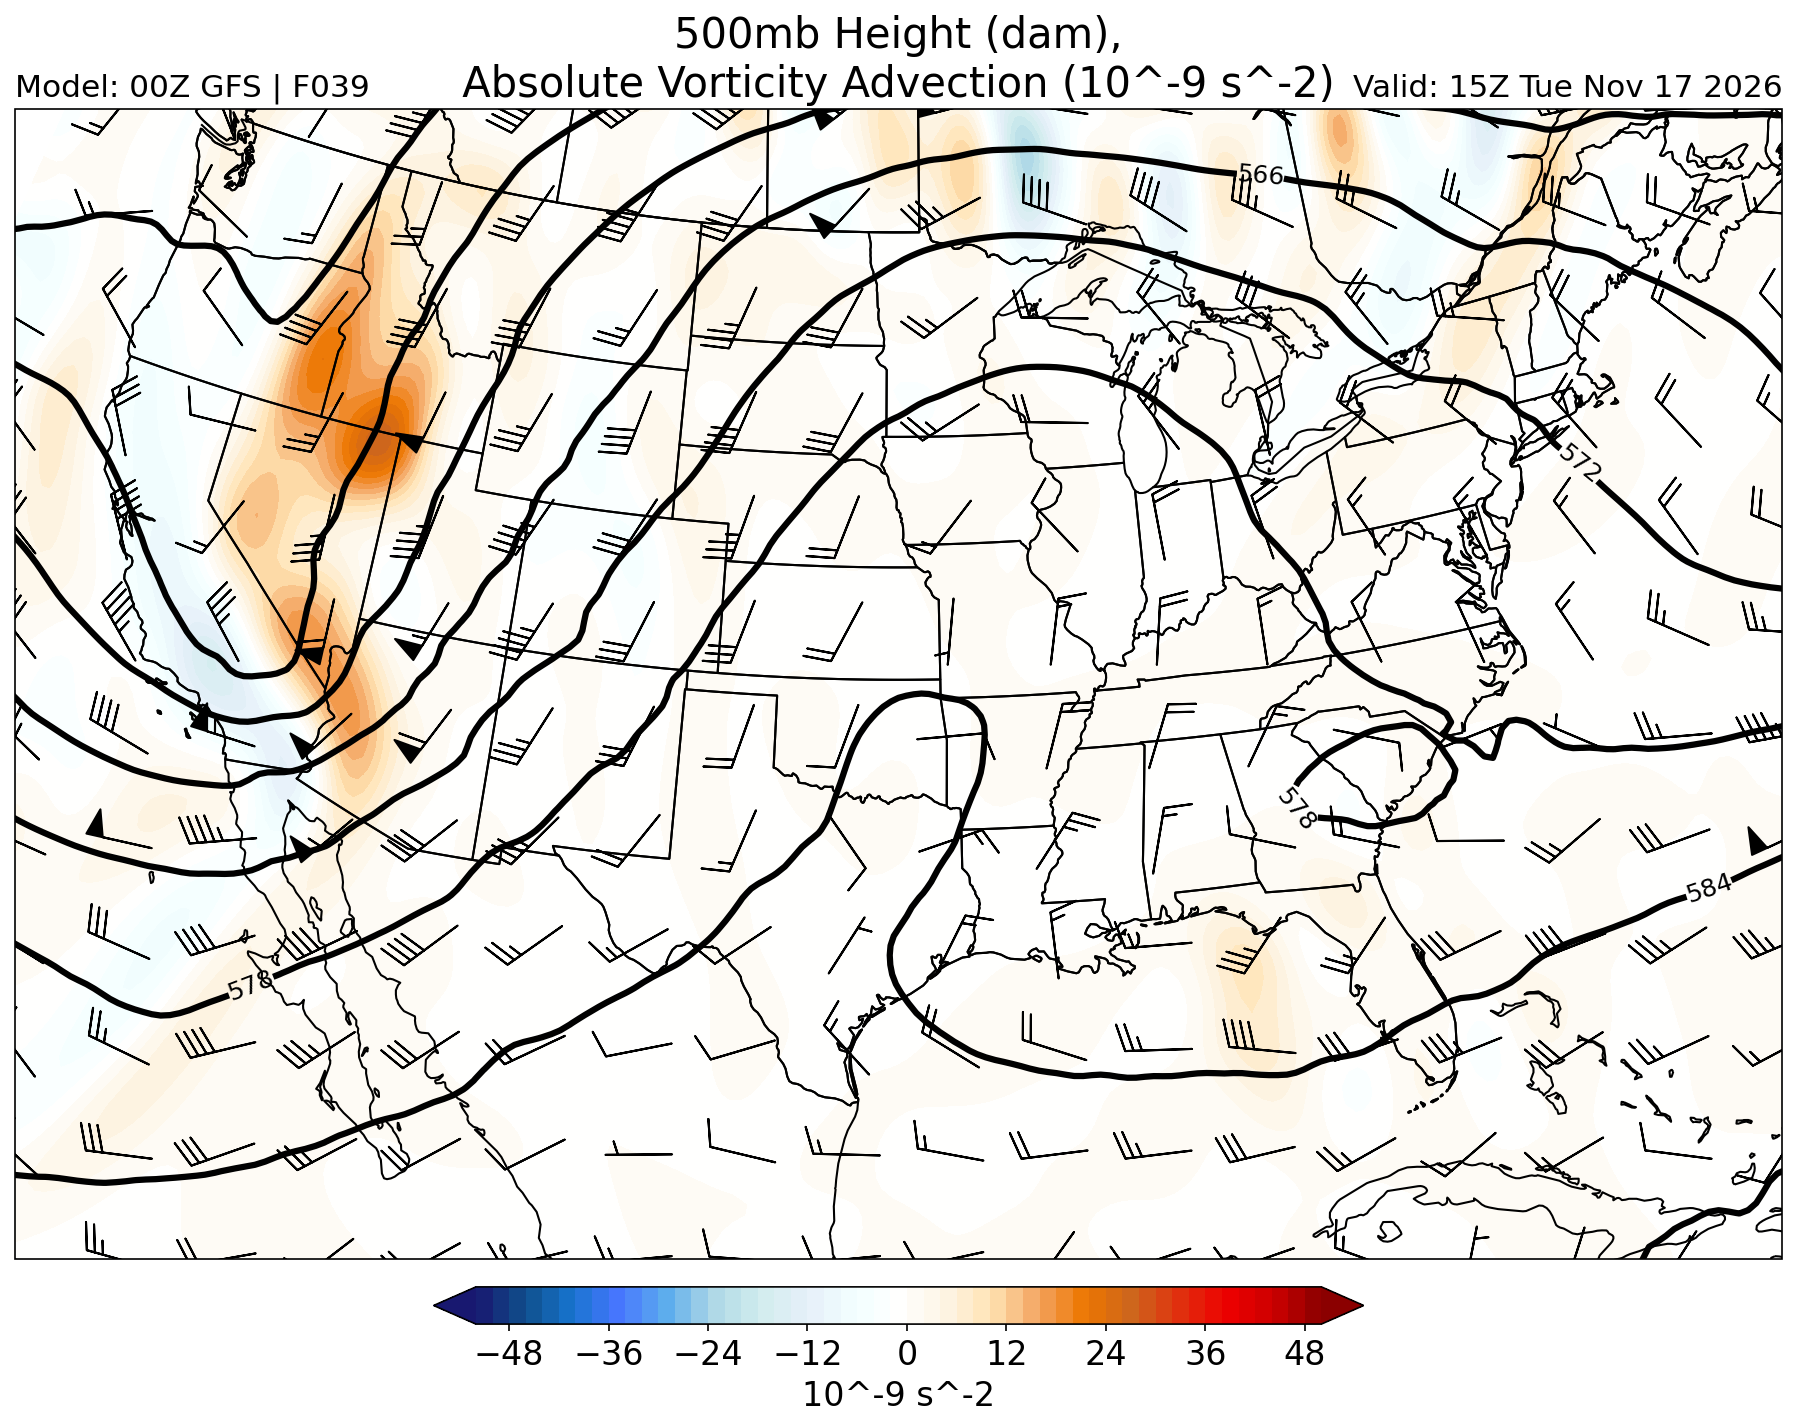 500mb Height (dam),
Model: 00Z GFS | F039
Absolute Vorticity Advection (10^-9 s^-2)
Valid: 15Z Tue Nov 17 2026
566
572
578
584
578
−48 −36 −24 −12 0 12 24 36 48
10^-9 s^-2